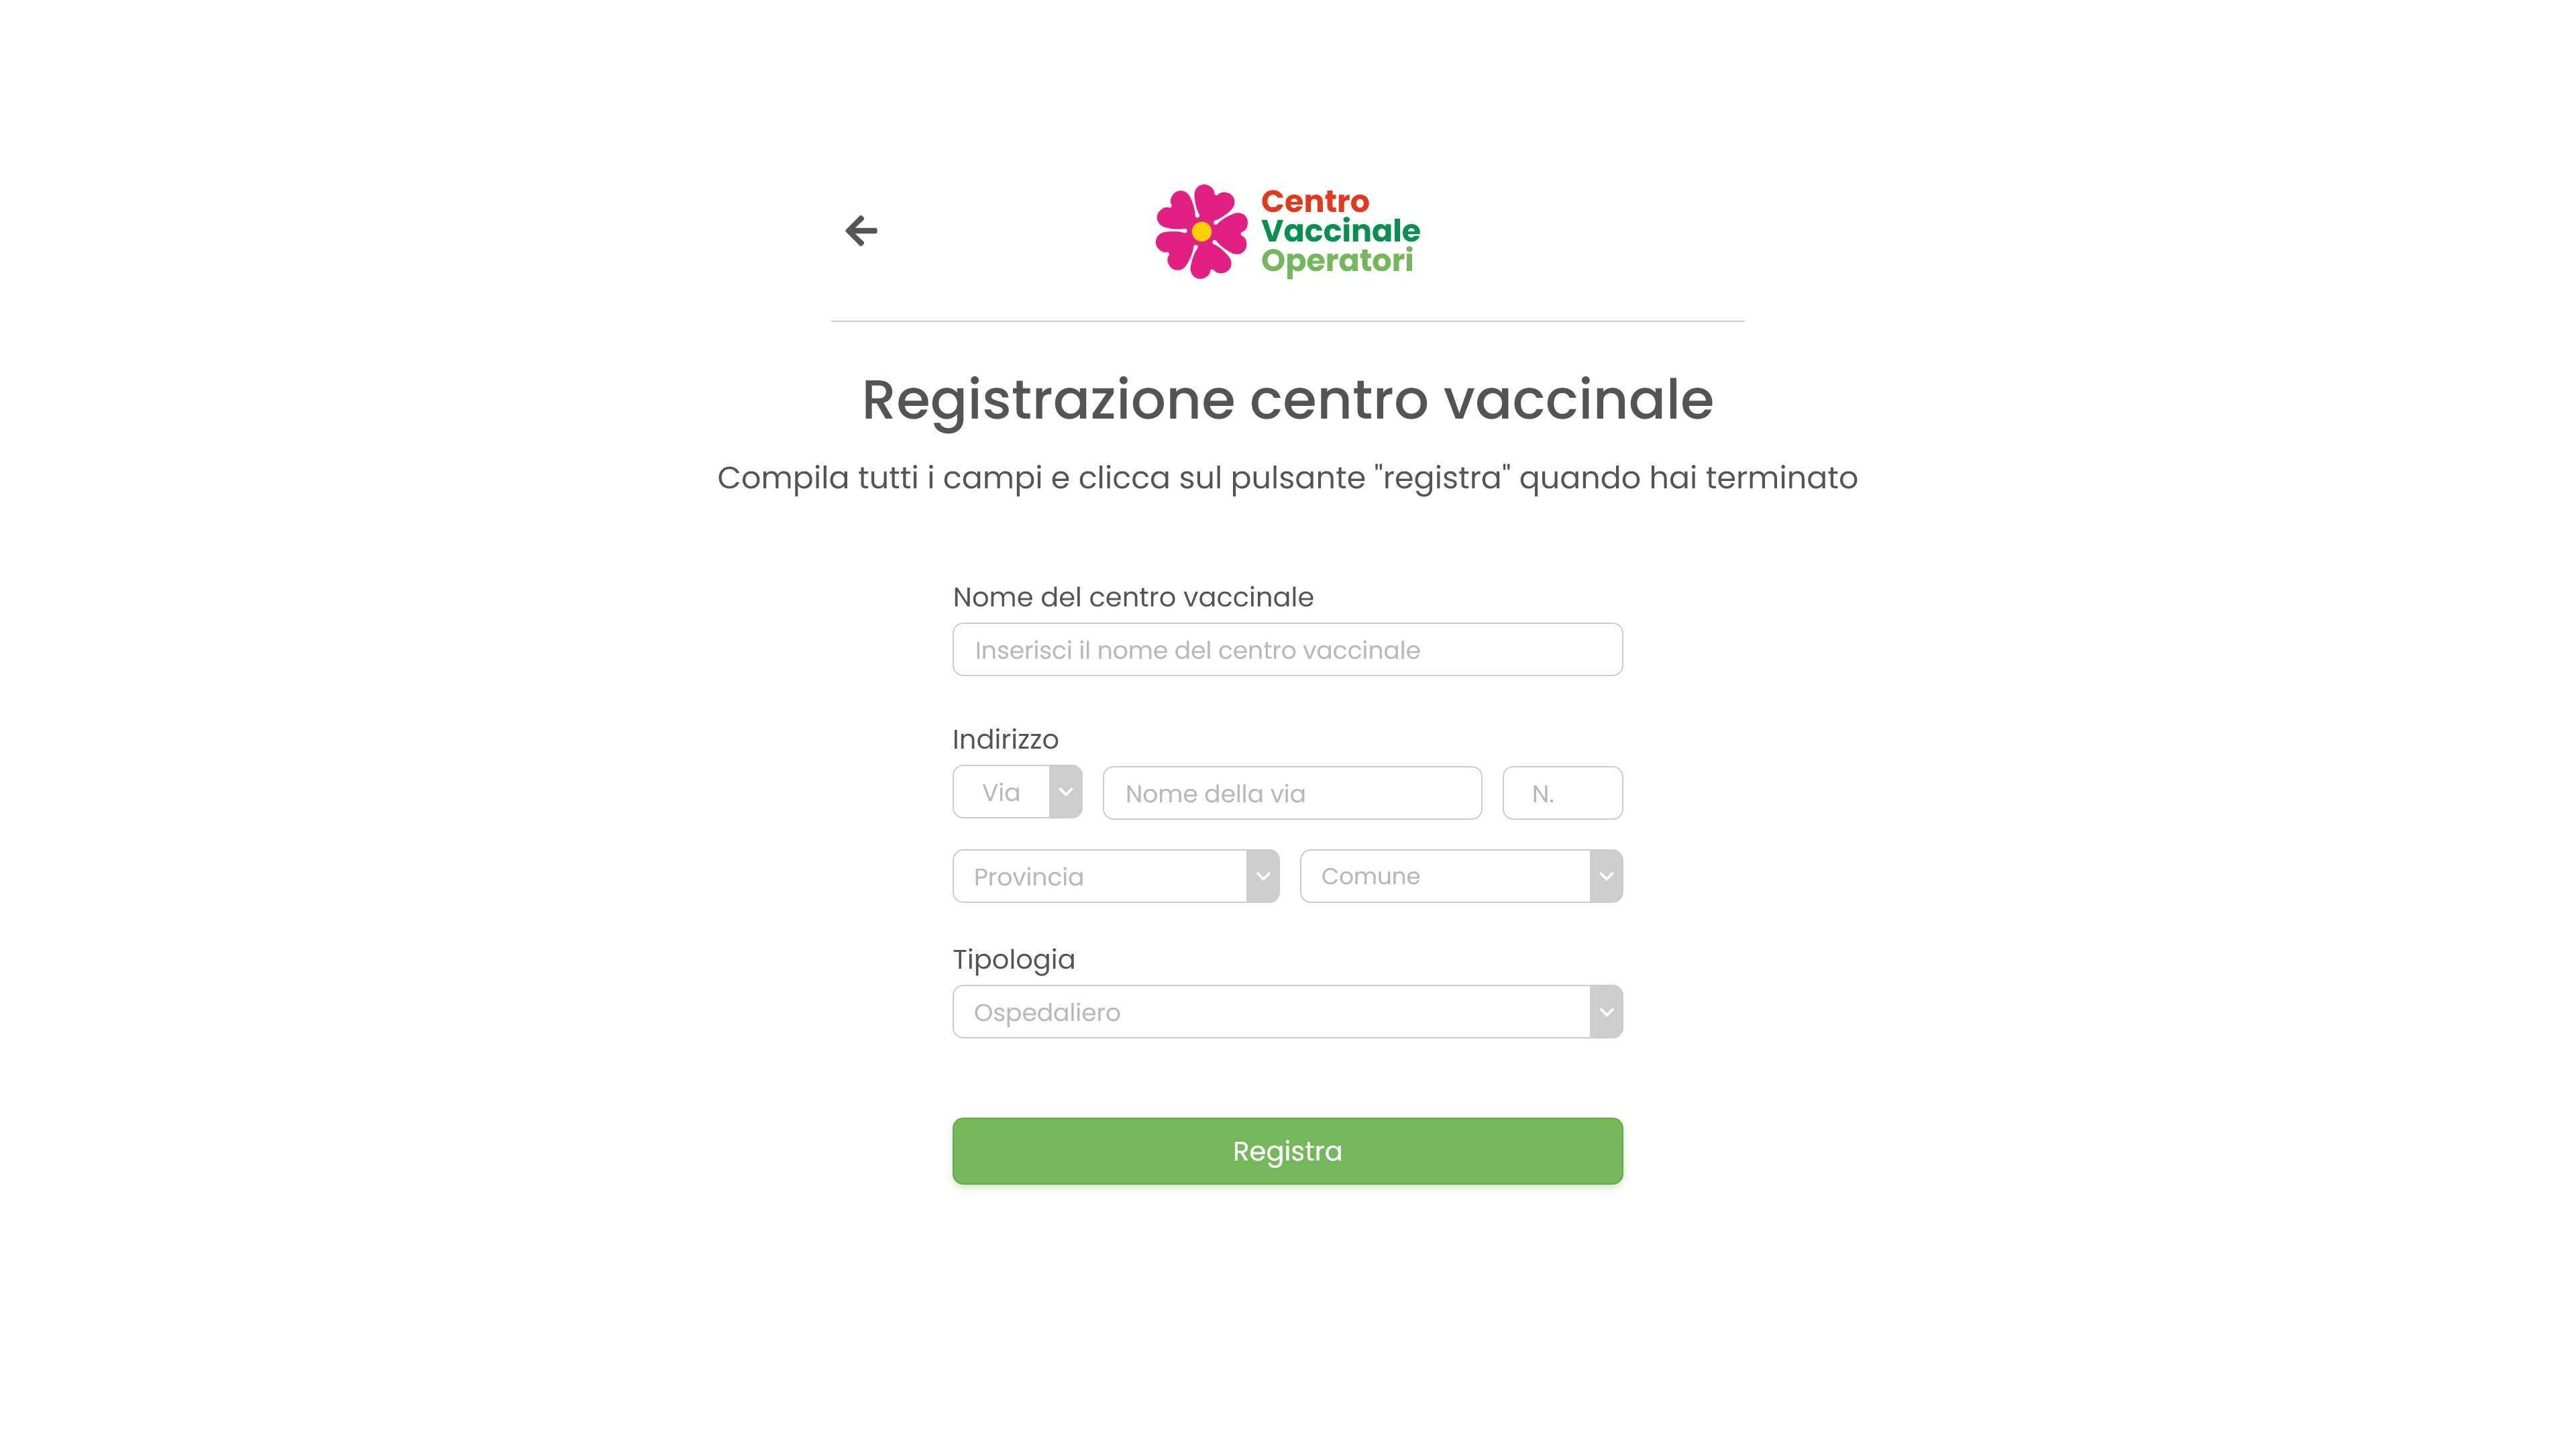 Centro
Vaccinale
Operatori
Registrazione centro vaccinale
Compila tutti i campi e clicca sul pulsante "registra" quando hai terminato
Nome del centro vaccinale
Inserisci il nome del centro vaccinale
Indirizzo
Via Nome della via N.
Provincia Comune
Tipologia
Ospedaliero
Registra